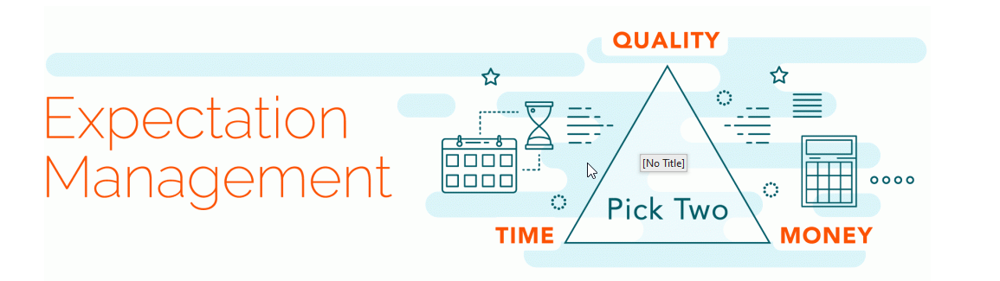 Expectation
Management
QUALITY
[No Title]
Pick Two
TIME
MONEY